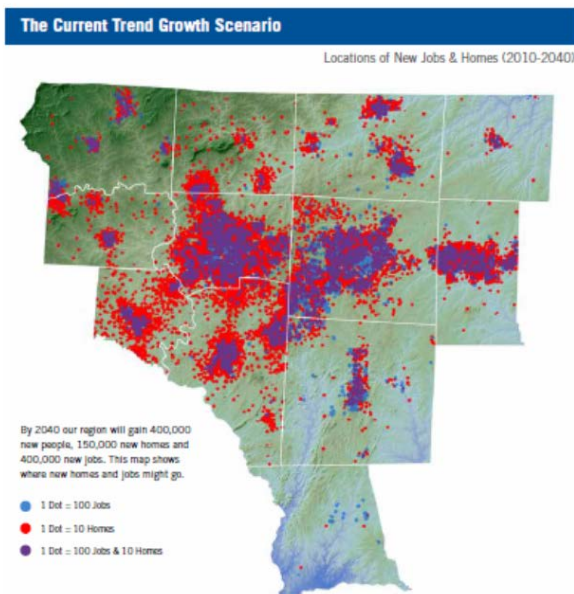 The Current Trend Growth Scenario
Locations of New Jobs & Homes (2010-2040)
By 2040 our region will gain 400,000
new people, 150,000 new homes and
400,000 new jobs. This map shows
where new homes and jobs might go.
1 Dot = 100 Jobs
1 Dot = 10 Homes
1 Dot = 100 Jobs & 10 Homes